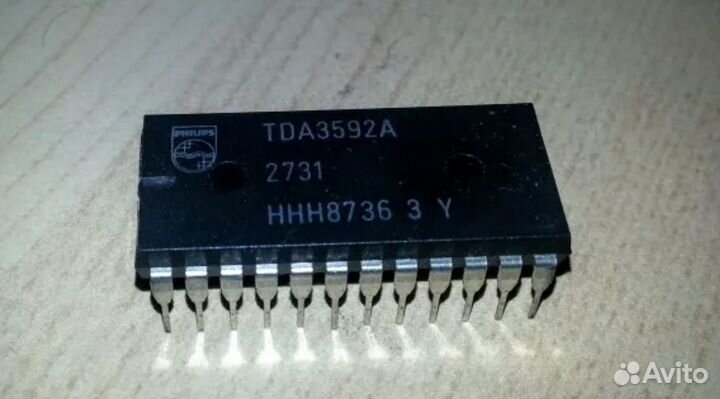 PHILIPS
TDA3592A
2731
HHH8736 3 Y
Avito